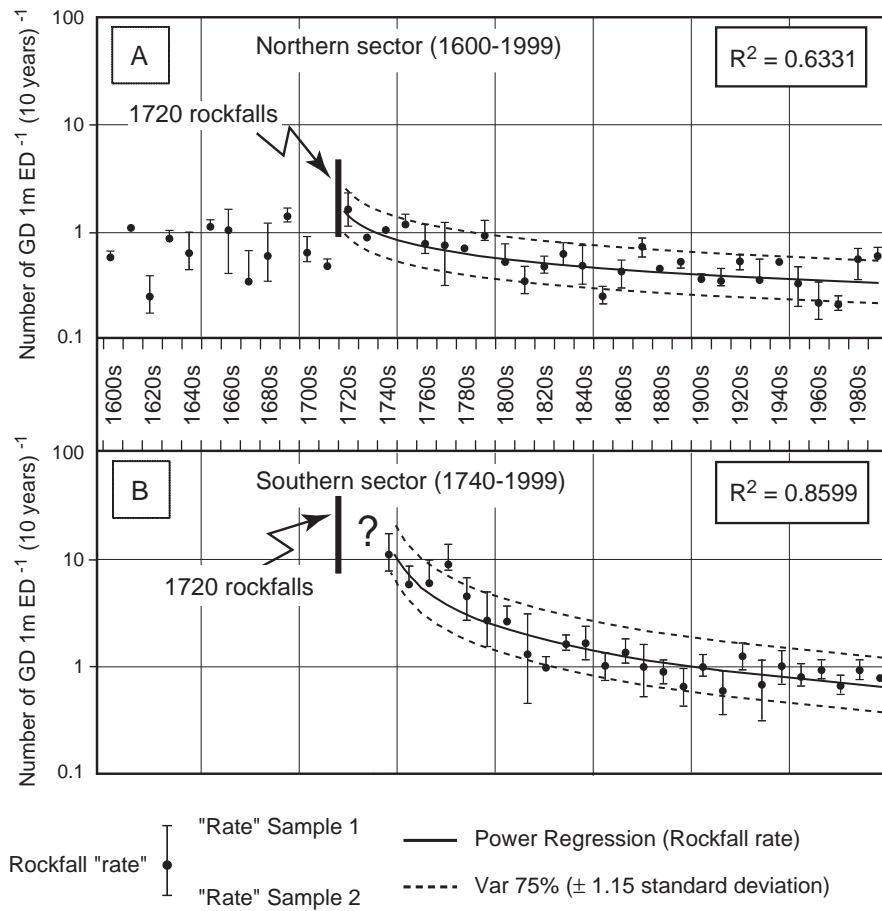 Number of GD 1m ED -1 (10 years) -1
100
10
1
0.1
A
Northern sector (1600-1999)
R2 = 0.6331
1720 rockfalls
1600s
1620s
1640s
1660s
1680s
1700s
1720s
1740s
1760s
1780s
1800s
1820s
1840s
1860s
1880s
1900s
1920s
1940s
1960s
1980s
Number of GD 1m ED -1 (10 years) -1
100
10
1
0.1
B
Southern sector (1740-1999)
R2 = 0.8599
?
1720 rockfalls
Rockfall "rate"
"Rate" Sample 1
"Rate" Sample 2
Power Regression (Rockfall rate)
Var 75% (± 1.15 standard deviation)